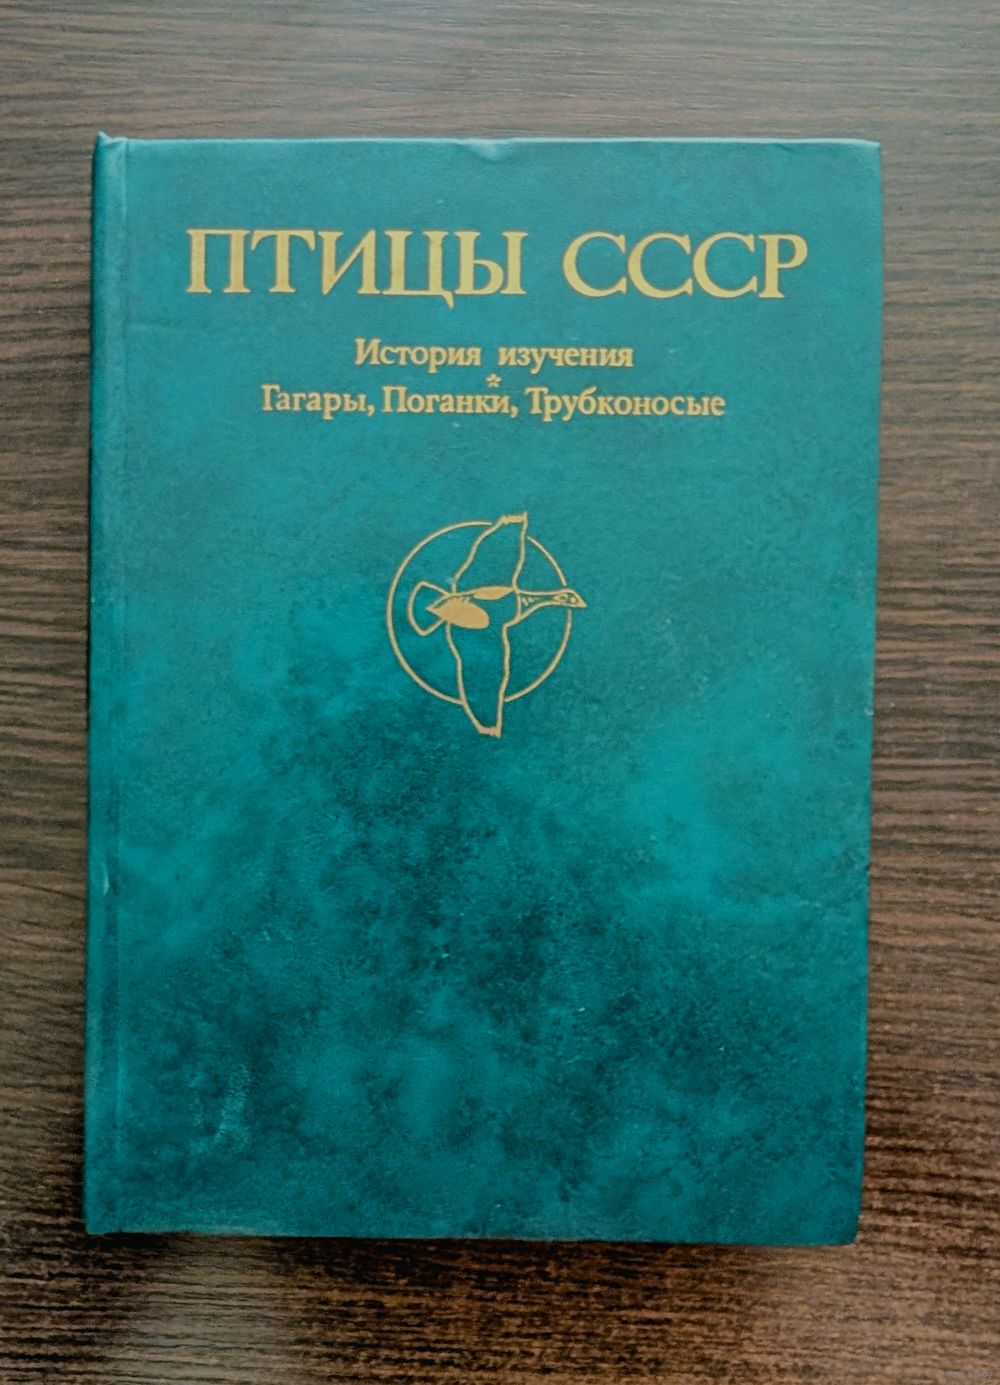 ПТИЦЫ СССР
История изучения
*
Гагары, Поганки, Трубконосые